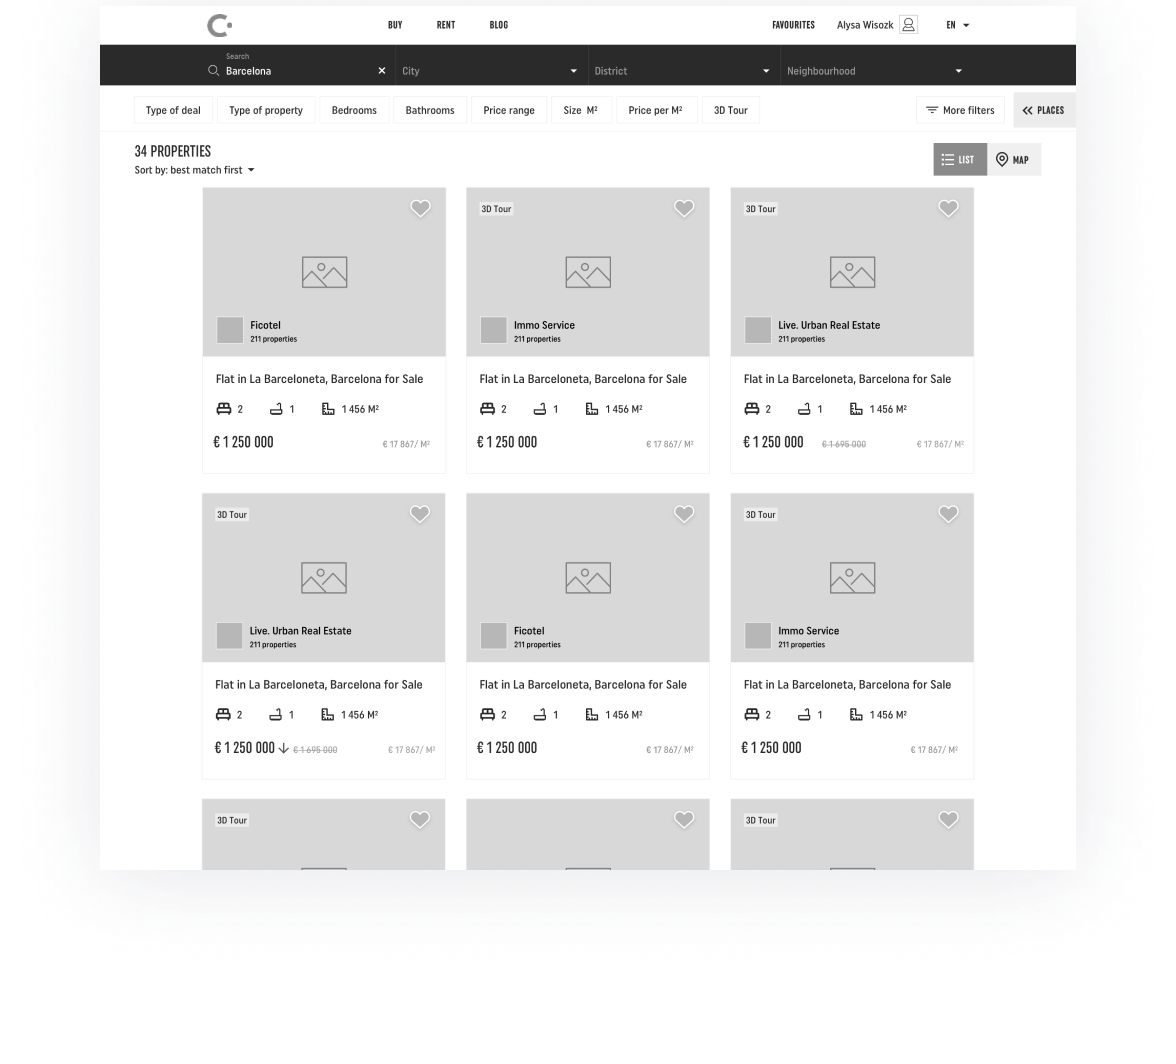 BUY RENT BLOG FAVOURITES Alysa Wisozk EN
Search
Barcelona City District Neighbourhood
Type of deal Type of property Bedrooms Bathrooms Price range Size M² Price per M² 3D Tour More filters PLACES
34 PROPERTIES
Sort by: best match first
LIST MAP
3D Tour 3D Tour
Ficotel Immo Service Live. Urban Real Estate
211 properties 211 properties 211 properties
Flat in La Barceloneta, Barcelona for Sale Flat in La Barceloneta, Barcelona for Sale Flat in La Barceloneta, Barcelona for Sale
2 1 1 456 M² 2 1 1 456 M² 2 1 1 456 M²
€ 1 250 000 € 17 867/ M² € 1 250 000 € 17 867/ M² € 1 250 000 € 1 695 000 € 17 867/ M²
3D Tour 3D Tour
Live. Urban Real Estate Ficotel Immo Service
211 properties 211 properties 211 properties
Flat in La Barceloneta, Barcelona for Sale Flat in La Barceloneta, Barcelona for Sale Flat in La Barceloneta, Barcelona for Sale
2 1 1 456 M² 2 1 1 456 M² 2 1 1 456 M²
€ 1 250 000 € 1 695 000 € 17 867/ M² € 1 250 000 € 17 867/ M² € 1 250 000 € 17 867/ M²
3D Tour 3D Tour